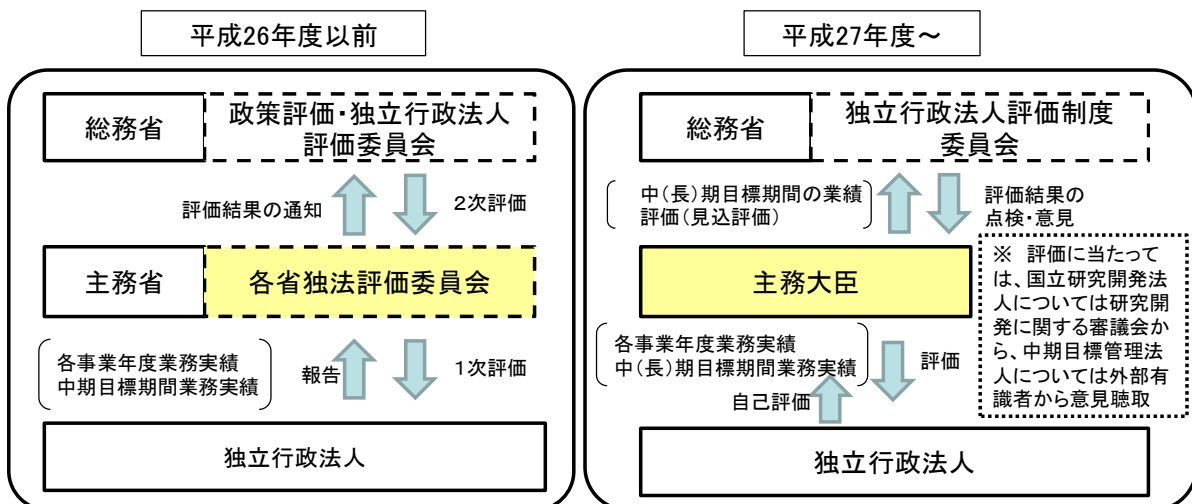 平成26年度以前
総務省
政策評価・独立行政法人
評価委員会
評価結果の通知
2次評価
主務省
各省独法評価委員会
各事業年度業務実績
中期目標期間業務実績
報告
1次評価
独立行政法人
平成27年度～
総務省
独立行政法人評価制度
委員会
中(長)期目標期間の業績
評価(見込評価)
評価結果の
点検・意見
主務大臣
※ 評価に当たって
は、国立研究開発法
人については研究開
発に関する審議会か
ら、中期目標管理法
人については外部有
識者から意見聴取
各事業年度業務実績
中(長)期目標期間業務実績
自己評価
評価
独立行政法人